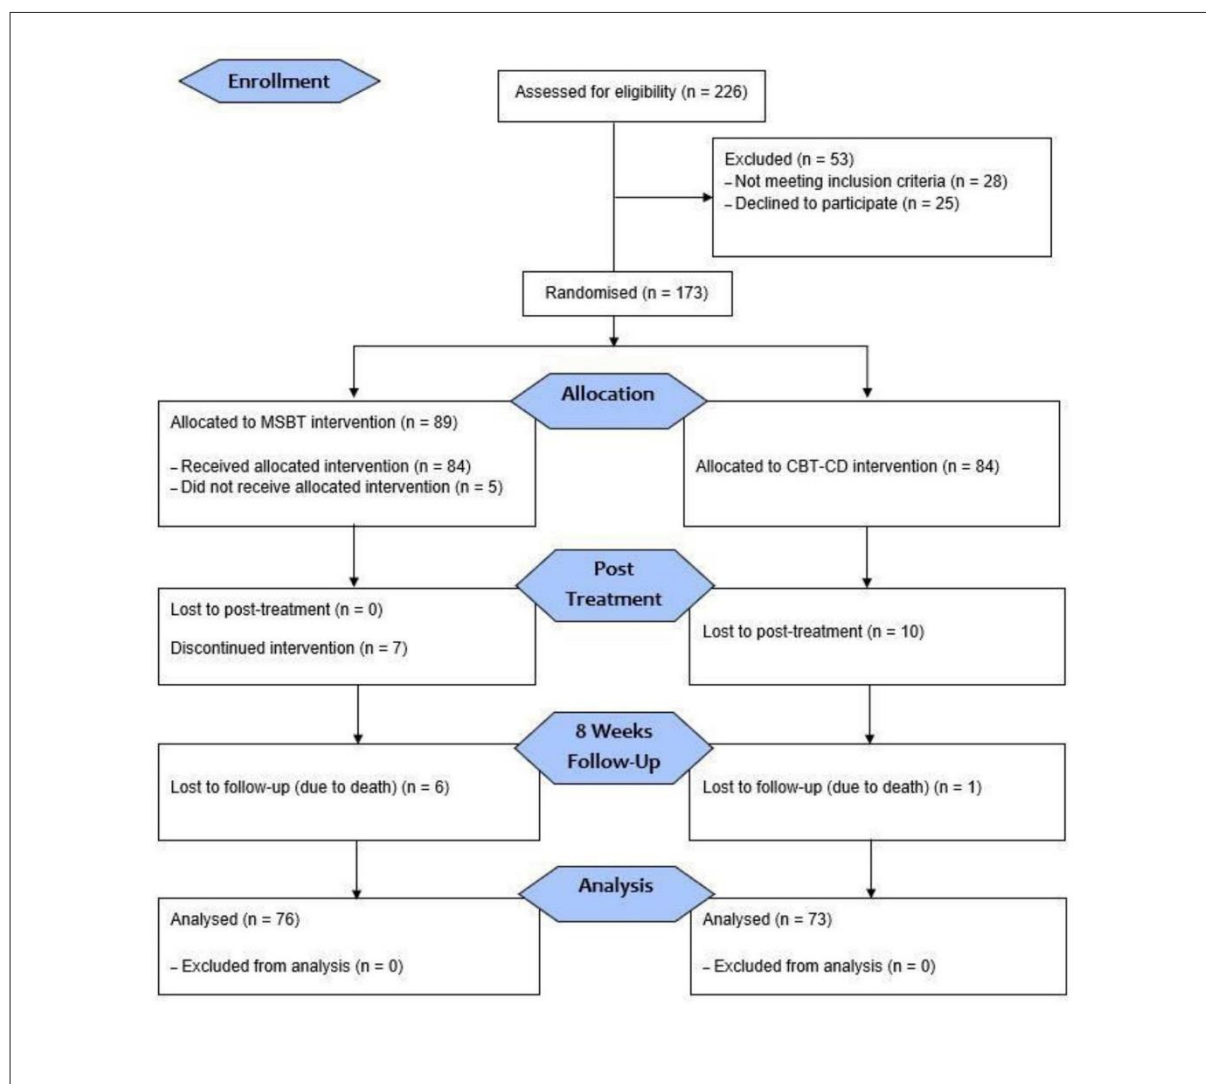 Enrollment
Assessed for eligibility (n = 226)
Excluded (n = 53)
– Not meeting inclusion criteria (n = 28)
– Declined to participate (n = 25)
Randomised (n = 173)
Allocation
Allocated to MSBT intervention (n = 89)
– Received allocated intervention (n = 84)
– Did not receive allocated intervention (n = 5)
Allocated to CBT-CD intervention (n = 84)
Post
Treatment
Lost to post-treatment (n = 0)
Discontinued intervention (n = 7)
Lost to post-treatment (n = 10)
8 Weeks
Follow-Up
Lost to follow-up (due to death) (n = 6)
Lost to follow-up (due to death) (n = 1)
Analysis
Analysed (n = 76)
– Excluded from analysis (n = 0)
Analysed (n = 73)
– Excluded from analysis (n = 0)